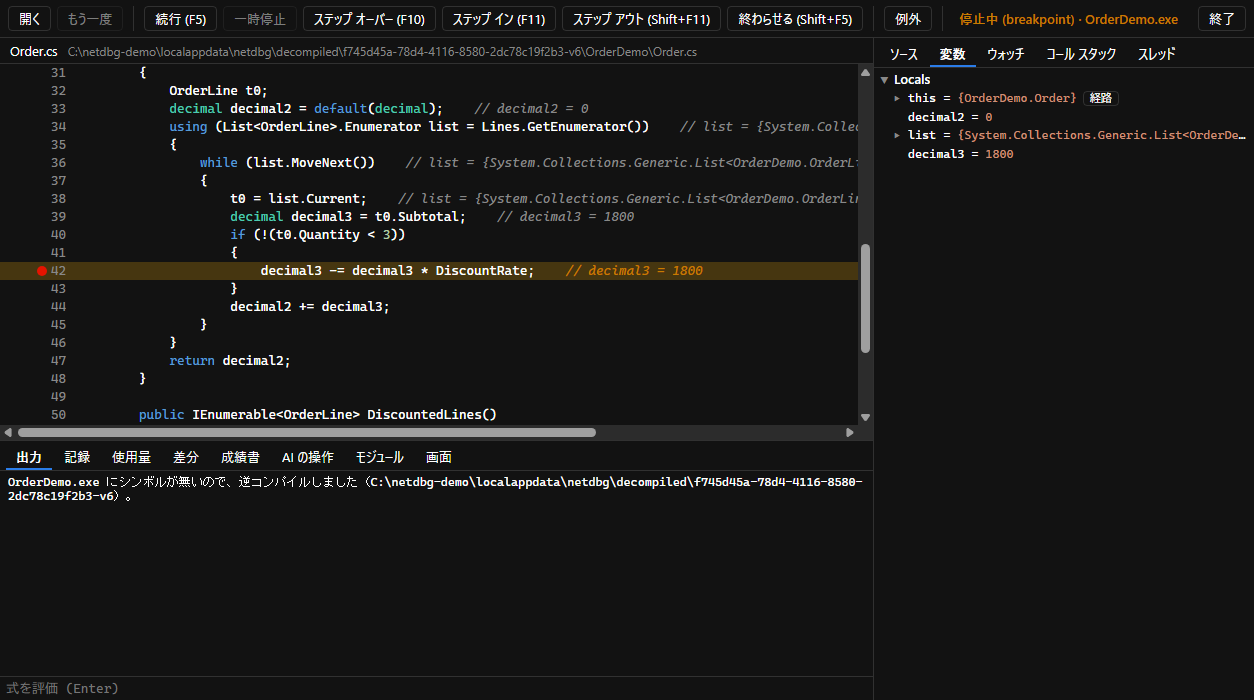 開く もう一度 続行 (F5) 一時停止 ステップ オーバー (F10) ステップ イン (F11) ステップ アウト (Shift+F11) 終わらせる (Shift+F5) 例外 停止中 (breakpoint) · OrderDemo.exe 終了
Order.cs C:\netdbg-demo\localappdata\netdbg\decompiled\f745d45a-78d4-4116-8580-2dc78c19f2b3-v6\OrderDemo\Order.cs
31 {
32 OrderLine t0;
33 decimal decimal2 = default(decimal); // decimal2 = 0
34 using (List<OrderLine>.Enumerator list = Lines.GetEnumerator()) // list = {System.Collec
35 {
36 while (list.MoveNext()) // list = {System.Collections.Generic.List<OrderDemo.OrderLi
37 {
38 t0 = list.Current; // list = {System.Collections.Generic.List<OrderDemo.OrderLin
39 decimal decimal3 = t0.Subtotal; // decimal3 = 1800
40 if (!(t0.Quantity < 3))
41 {
42 decimal3 -= decimal3 * DiscountRate; // decimal3 = 1800
43 }
44 decimal2 += decimal3;
45 }
46 }
47 return decimal2;
48 }
49
50 public IEnumerable<OrderLine> DiscountedLines()
出力 記録 使用量 差分 成績書 AI の操作 モジュール 画面
OrderDemo.exe にシンボルが無いので、逆コンパイルしました（C:\netdbg-demo\localappdata\netdbg\decompiled\f745d45a-78d4-4116-8580-
2dc78c19f2b3-v6）。
式を評価 (Enter)
ソース 変数 ウォッチ コール スタック スレッド
Locals
this = {OrderDemo.Order} 経路
decimal2 = 0
list = {System.Collections.Generic.List<OrderDe…
decimal3 = 1800